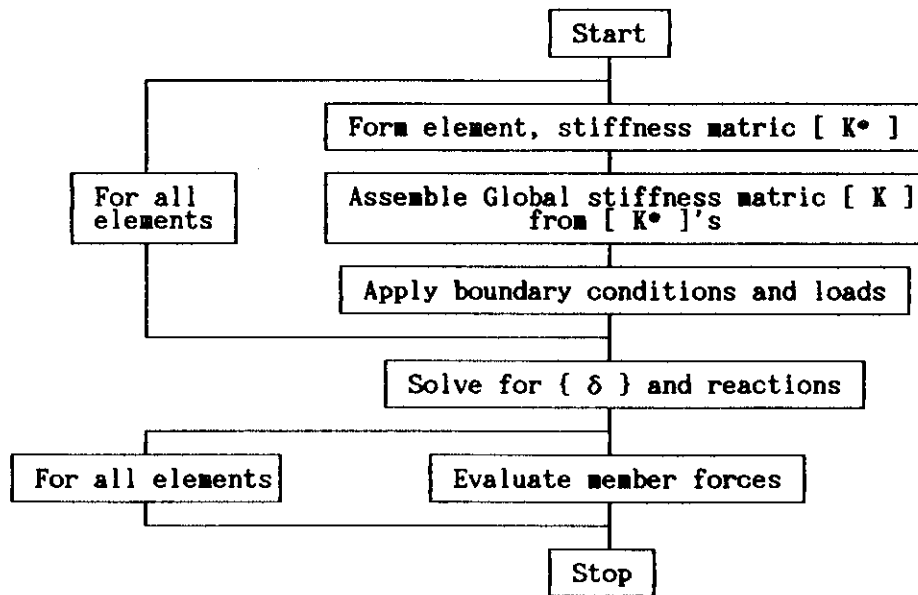 Start
Form element, stiffness matric [ K* ]
For all
elements
Assemble Global stiffness matric [ K ]
from [ K* ]'s
Apply boundary conditions and loads
Solve for { δ } and reactions
For all elements
Evaluate member forces
Stop